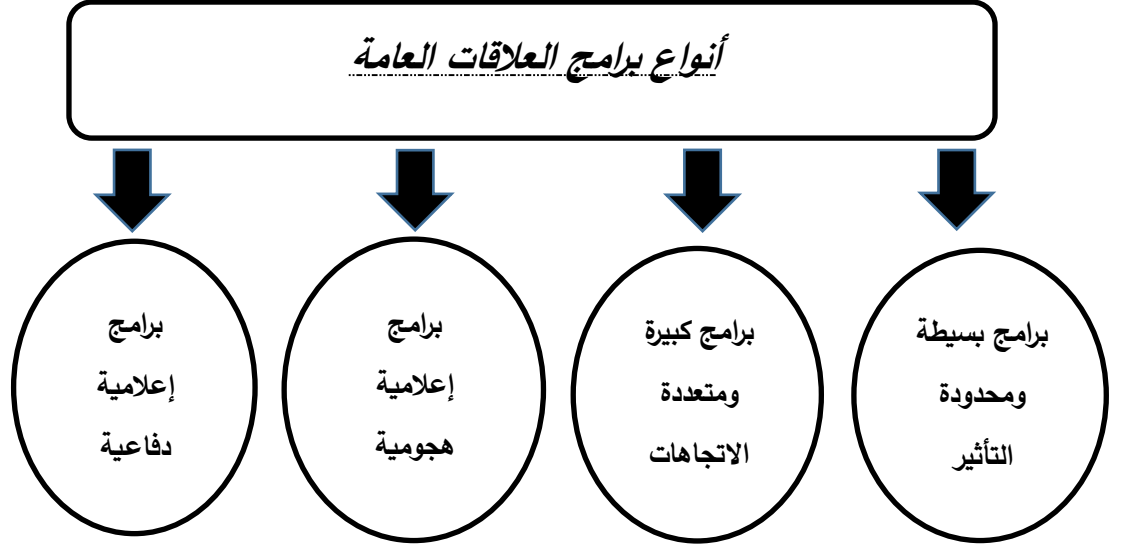 أنواع برامج العلاقات العامة
برامج بسيطة
ومحدودة
التأثير
برامج كبيرة
ومتعددة
الاتجاهات
برامج
إعلامية
هجومية
برامج
إعلامية
دفاعية